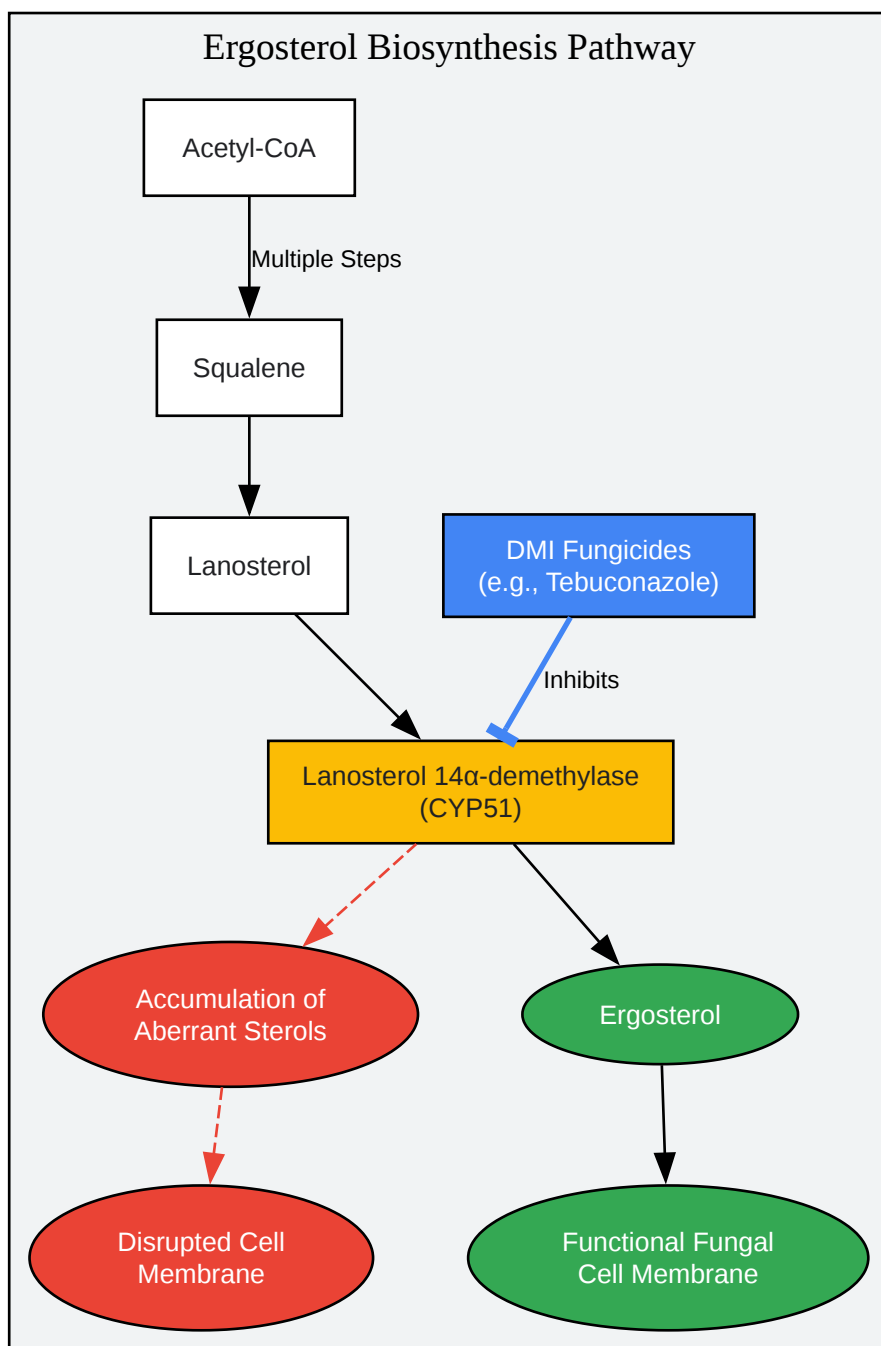 Ergosterol Biosynthesis Pathway
Acetyl-CoA
Multiple Steps
Squalene
Lanosterol
DMI Fungicides
(e.g., Tebuconazole)
Inhibits
Lanosterol 14α-demethylase
(CYP51)
Accumulation of
Aberrant Sterols
Ergosterol
Disrupted Cell
Membrane
Functional Fungal
Cell Membrane